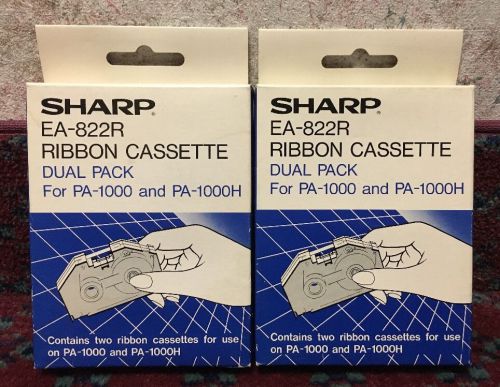 SHARP
EA-822R
RIBBON CASSETTE
DUAL PACK
For PA-1000 and PA-1000H
Contains two ribbon cassettes for use
on PA-1000 and PA-1000H
SHARP
EA-822R
RIBBON CASSETTE
DUAL PACK
For PA-1000 and PA-1000H
Contains two ribbon cassettes for use
on PA-1000 and PA-1000H